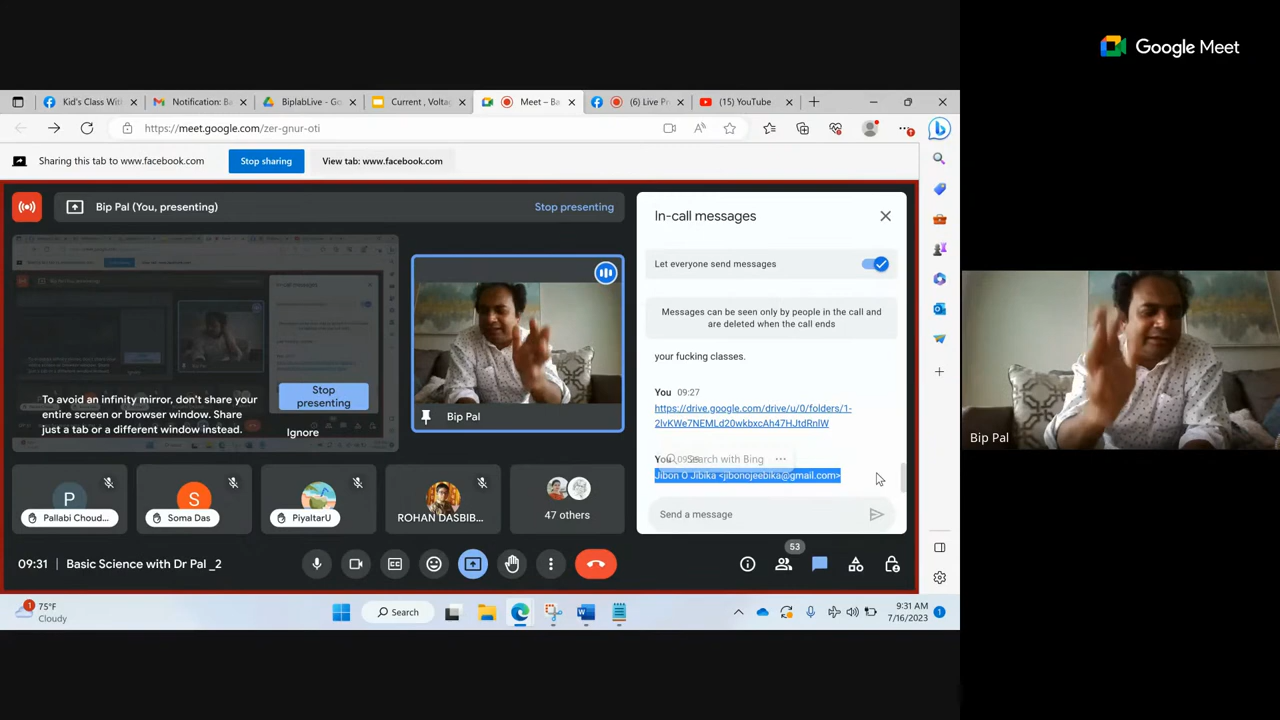 Google Meet
Kid's Class With
Notification: Ba
BiplabLive - Go
Current , Voltag
Meet – Ba
(6) Live Pr
(15) YouTube
https://meet.google.com/zer-gnur-oti
Sharing this tab to www.facebook.com
Stop sharing
View tab: www.facebook.com
Bip Pal (You, presenting)
Stop presenting
To avoid an infinity mirror, don't share your
entire screen or browser window. Share
just a tab or a different window instead.
Stop
presenting
Ignore
Bip Pal
Pallabi Choud...
Soma Das
PiyaltarU
ROHAN DASBIB...
47 others
In-call messages
Let everyone send messages
Messages can be seen only by people in the call and
are deleted when the call ends
your fucking classes.
You 09:27
https://drive.google.com/drive/u/0/folders/1-
2lvKWe7NEMLd20wkbxcAh47HJtdRnlW
You
Search with Bing
Jibon O Jibika <jibonojeebika@gmail.com>
Send a message
09:31 | Basic Science with Dr Pal _2
53
Bip Pal
75°F
Cloudy
Search
9:31 AM
7/16/2023